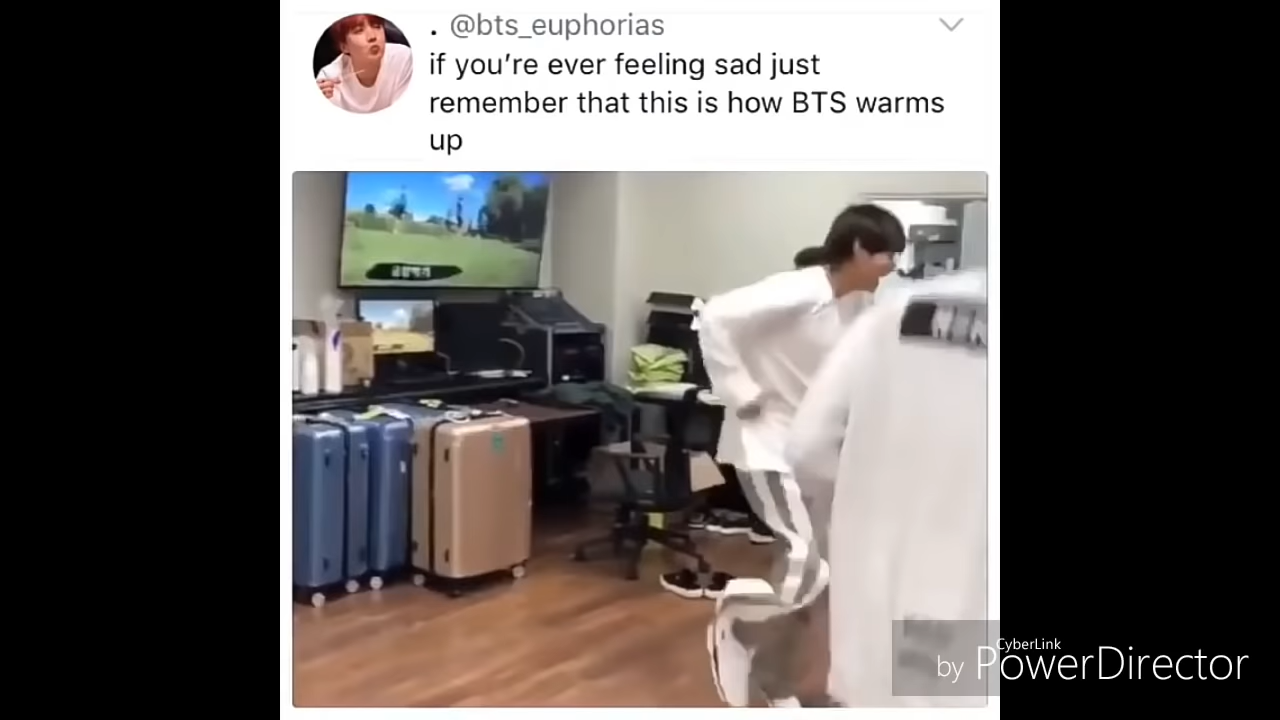 . @bts_euphorias
if you’re ever feeling sad just
remember that this is how BTS warms
up
CyberLink
by PowerDirector